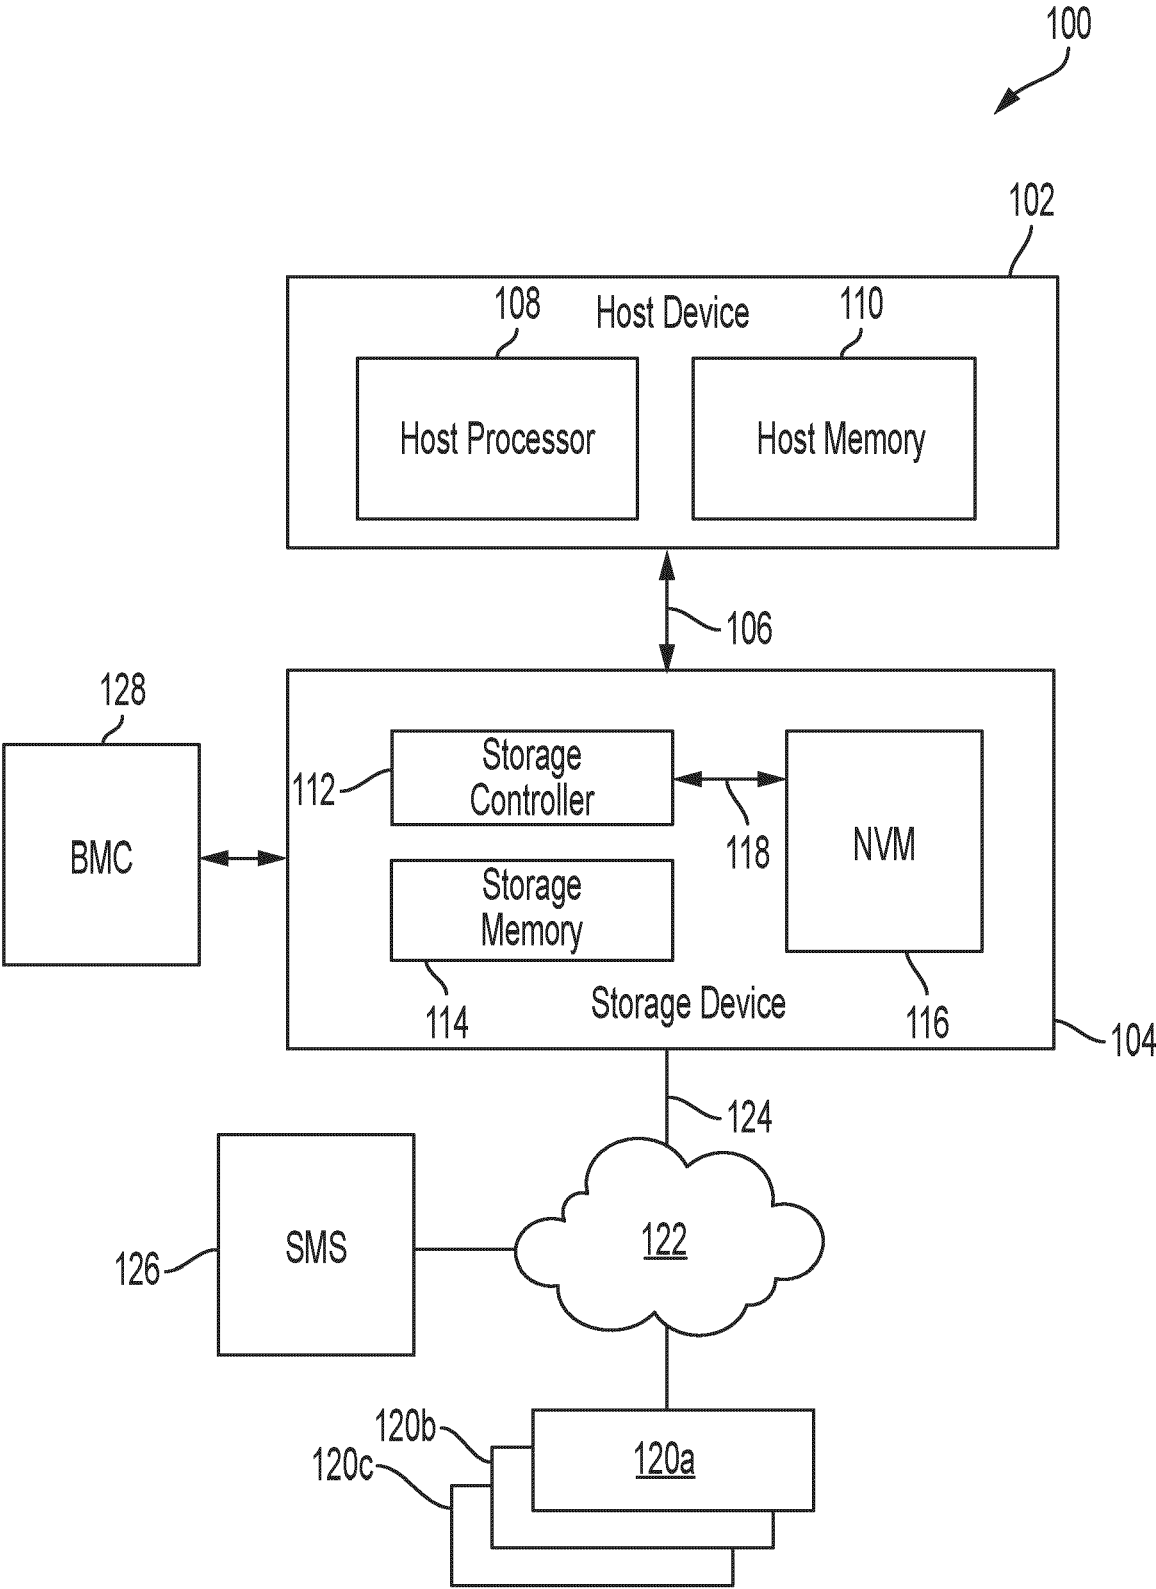 100
102
Host Device
108
110
Host Processor
Host Memory
106
128
BMC
112
Storage
Controller
118
NVM
Storage
Memory
114
Storage Device
116
104
124
SMS
126
122
120b
120c
120a